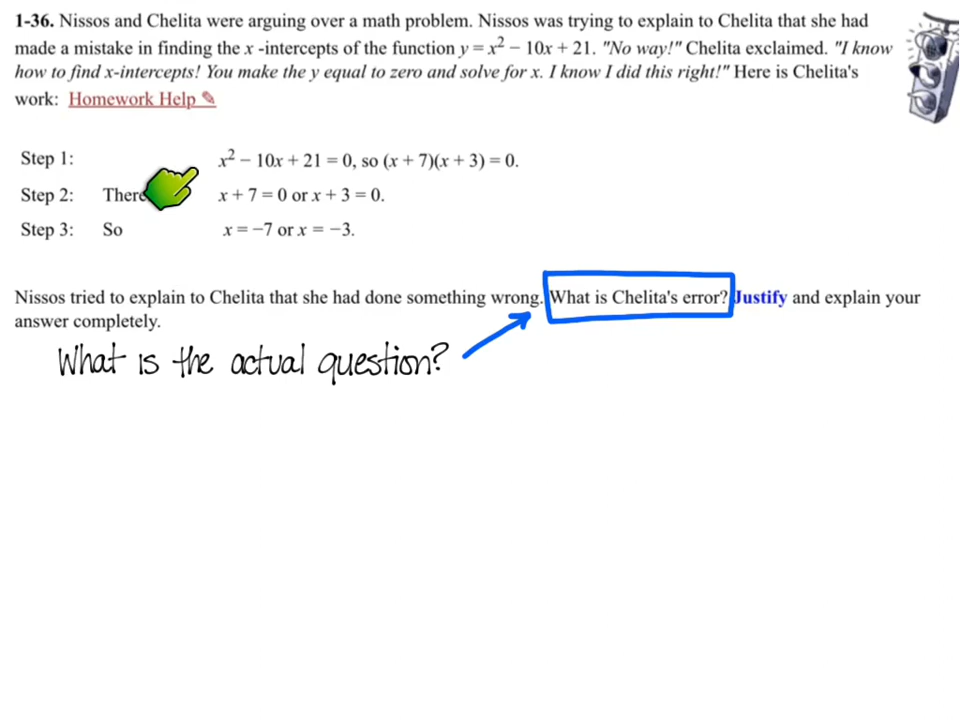 1-36. Nissos and Chelita were arguing over a math problem. Nissos was trying to explain to Chelita that she had
made a mistake in finding the x -intercepts of the function y = x² − 10x + 21. "No way!" Chelita exclaimed. "I know
how to find x-intercepts! You make the y equal to zero and solve for x. I know I did this right!" Here is Chelita's
work: Homework Help ✎
Step 1: x² − 10x + 21 = 0, so (x + 7)(x + 3) = 0.
Step 2: x + 7 = 0 or x + 3 = 0.
Step 3: So x = −7 or x = −3.
Nissos tried to explain to Chelita that she had done something wrong. What is Chelita's error? Justify and explain your
answer completely.
What is the actual question?